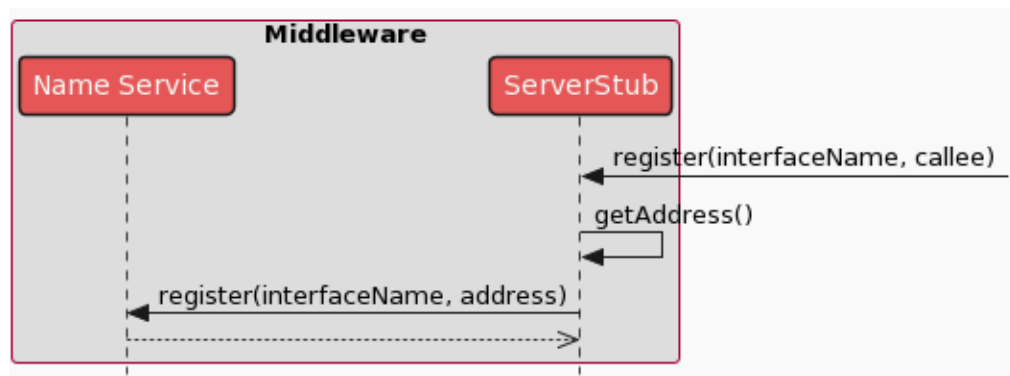 Middleware
Name Service
ServerStub
register(interfaceName, callee)
getAddress()
register(interfaceName, address)